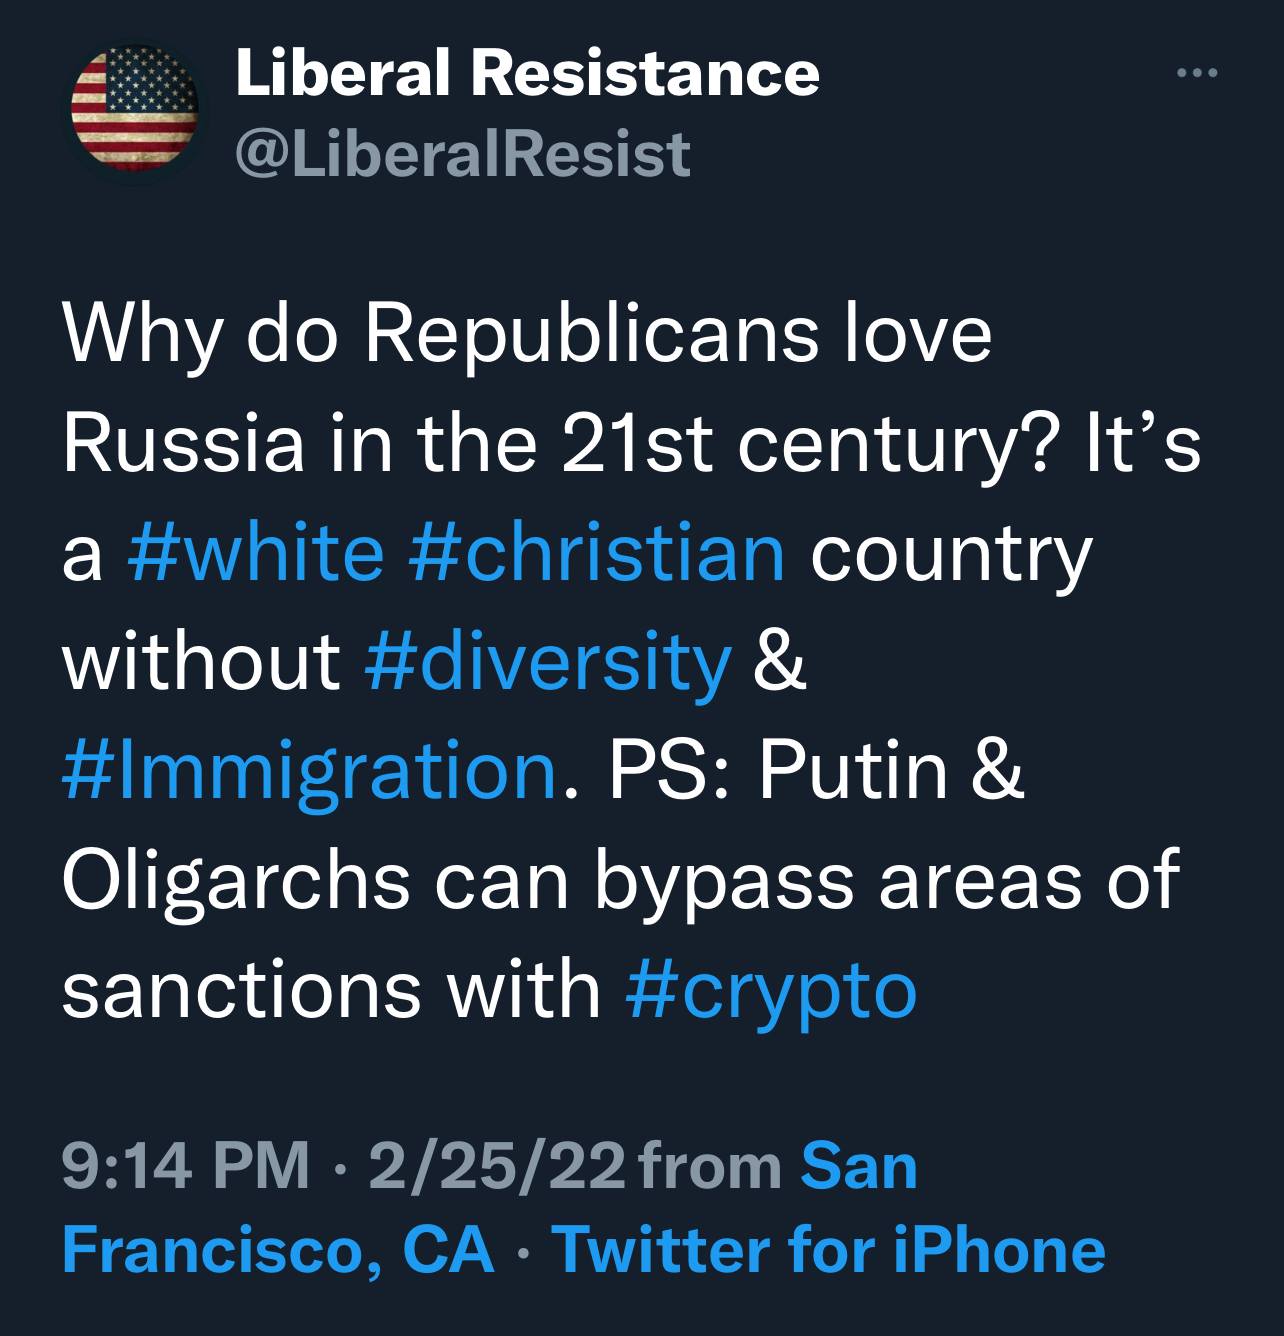 Liberal Resistance
@LiberalResist
Why do Republicans love
Russia in the 21st century? It’s
a #white #christian country
without #diversity &
#Immigration. PS: Putin &
Oligarchs can bypass areas of
sanctions with #crypto
9:14 PM · 2/25/22 from San
Francisco, CA · Twitter for iPhone